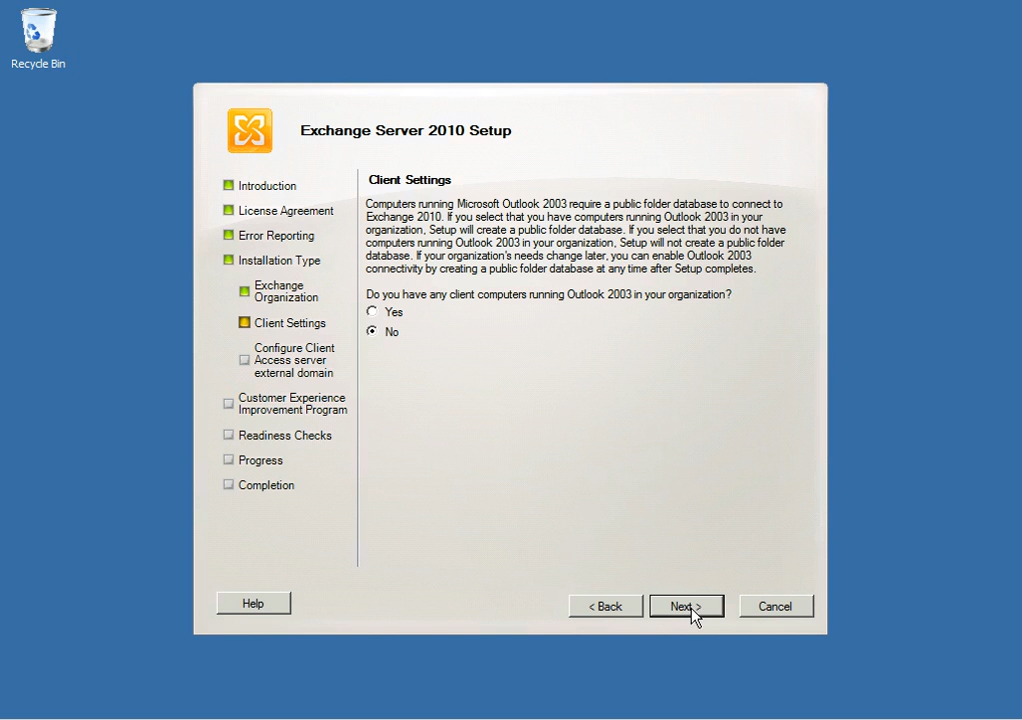 Recycle Bin
Exchange Server 2010 Setup
Introduction
License Agreement
Error Reporting
Installation Type
Exchange
Organization
Client Settings
Configure Client
Access server
external domain
Customer Experience
Improvement Program
Readiness Checks
Progress
Completion
Client Settings
Computers running Microsoft Outlook 2003 require a public folder database to connect to
Exchange 2010. If you select that you have computers running Outlook 2003 in your
organization, Setup will create a public folder database. If you select that you do not have
computers running Outlook 2003 in your organization, Setup will not create a public folder
database. If your organization's needs change later, you can enable Outlook 2003
connectivity by creating a public folder database at any time after Setup completes.
Do you have any client computers running Outlook 2003 in your organization?
Yes
No
Help
< Back
Next >
Cancel